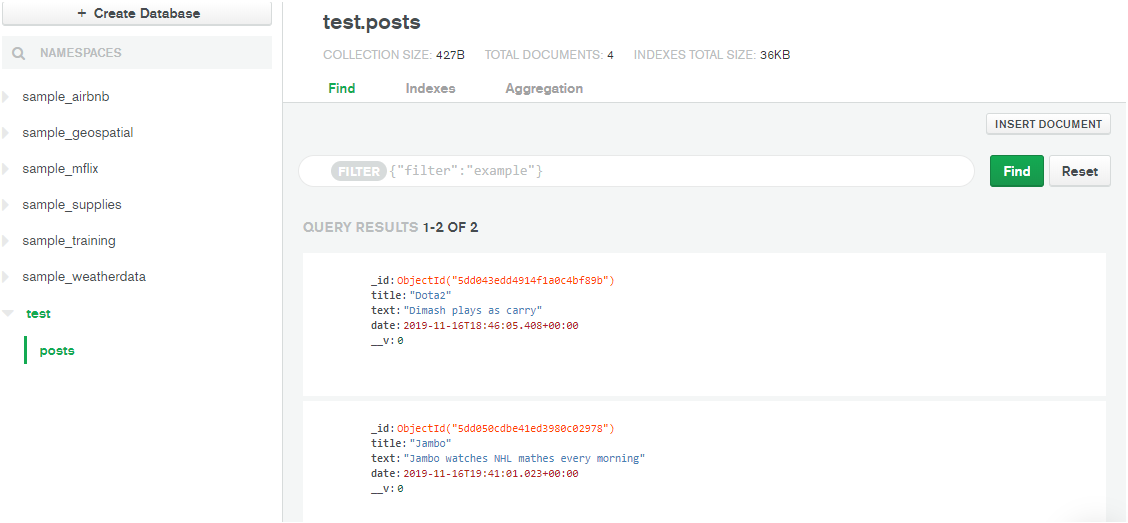 + Create Database
NAMESPACES
sample_airbnb
sample_geospatial
sample_mflix
sample_supplies
sample_training
sample_weatherdata
test
posts
test.posts
COLLECTION SIZE: 427B TOTAL DOCUMENTS: 4 INDEXES TOTAL SIZE: 36KB
Find Indexes Aggregation
INSERT DOCUMENT
FILTER {"filter":"example"} Find Reset
QUERY RESULTS 1-2 OF 2
_id: ObjectId("5dd043edd4914f1a0c4bf89b")
title: "Dota2"
text: "Dimash plays as carry"
date: 2019-11-16T18:46:05.408+00:00
__v: 0
_id: ObjectId("5dd050cdbe41ed3980c02978")
title: "Jambo"
text: "Jambo watches NHL mathes every morning"
date: 2019-11-16T19:41:01.023+00:00
__v: 0